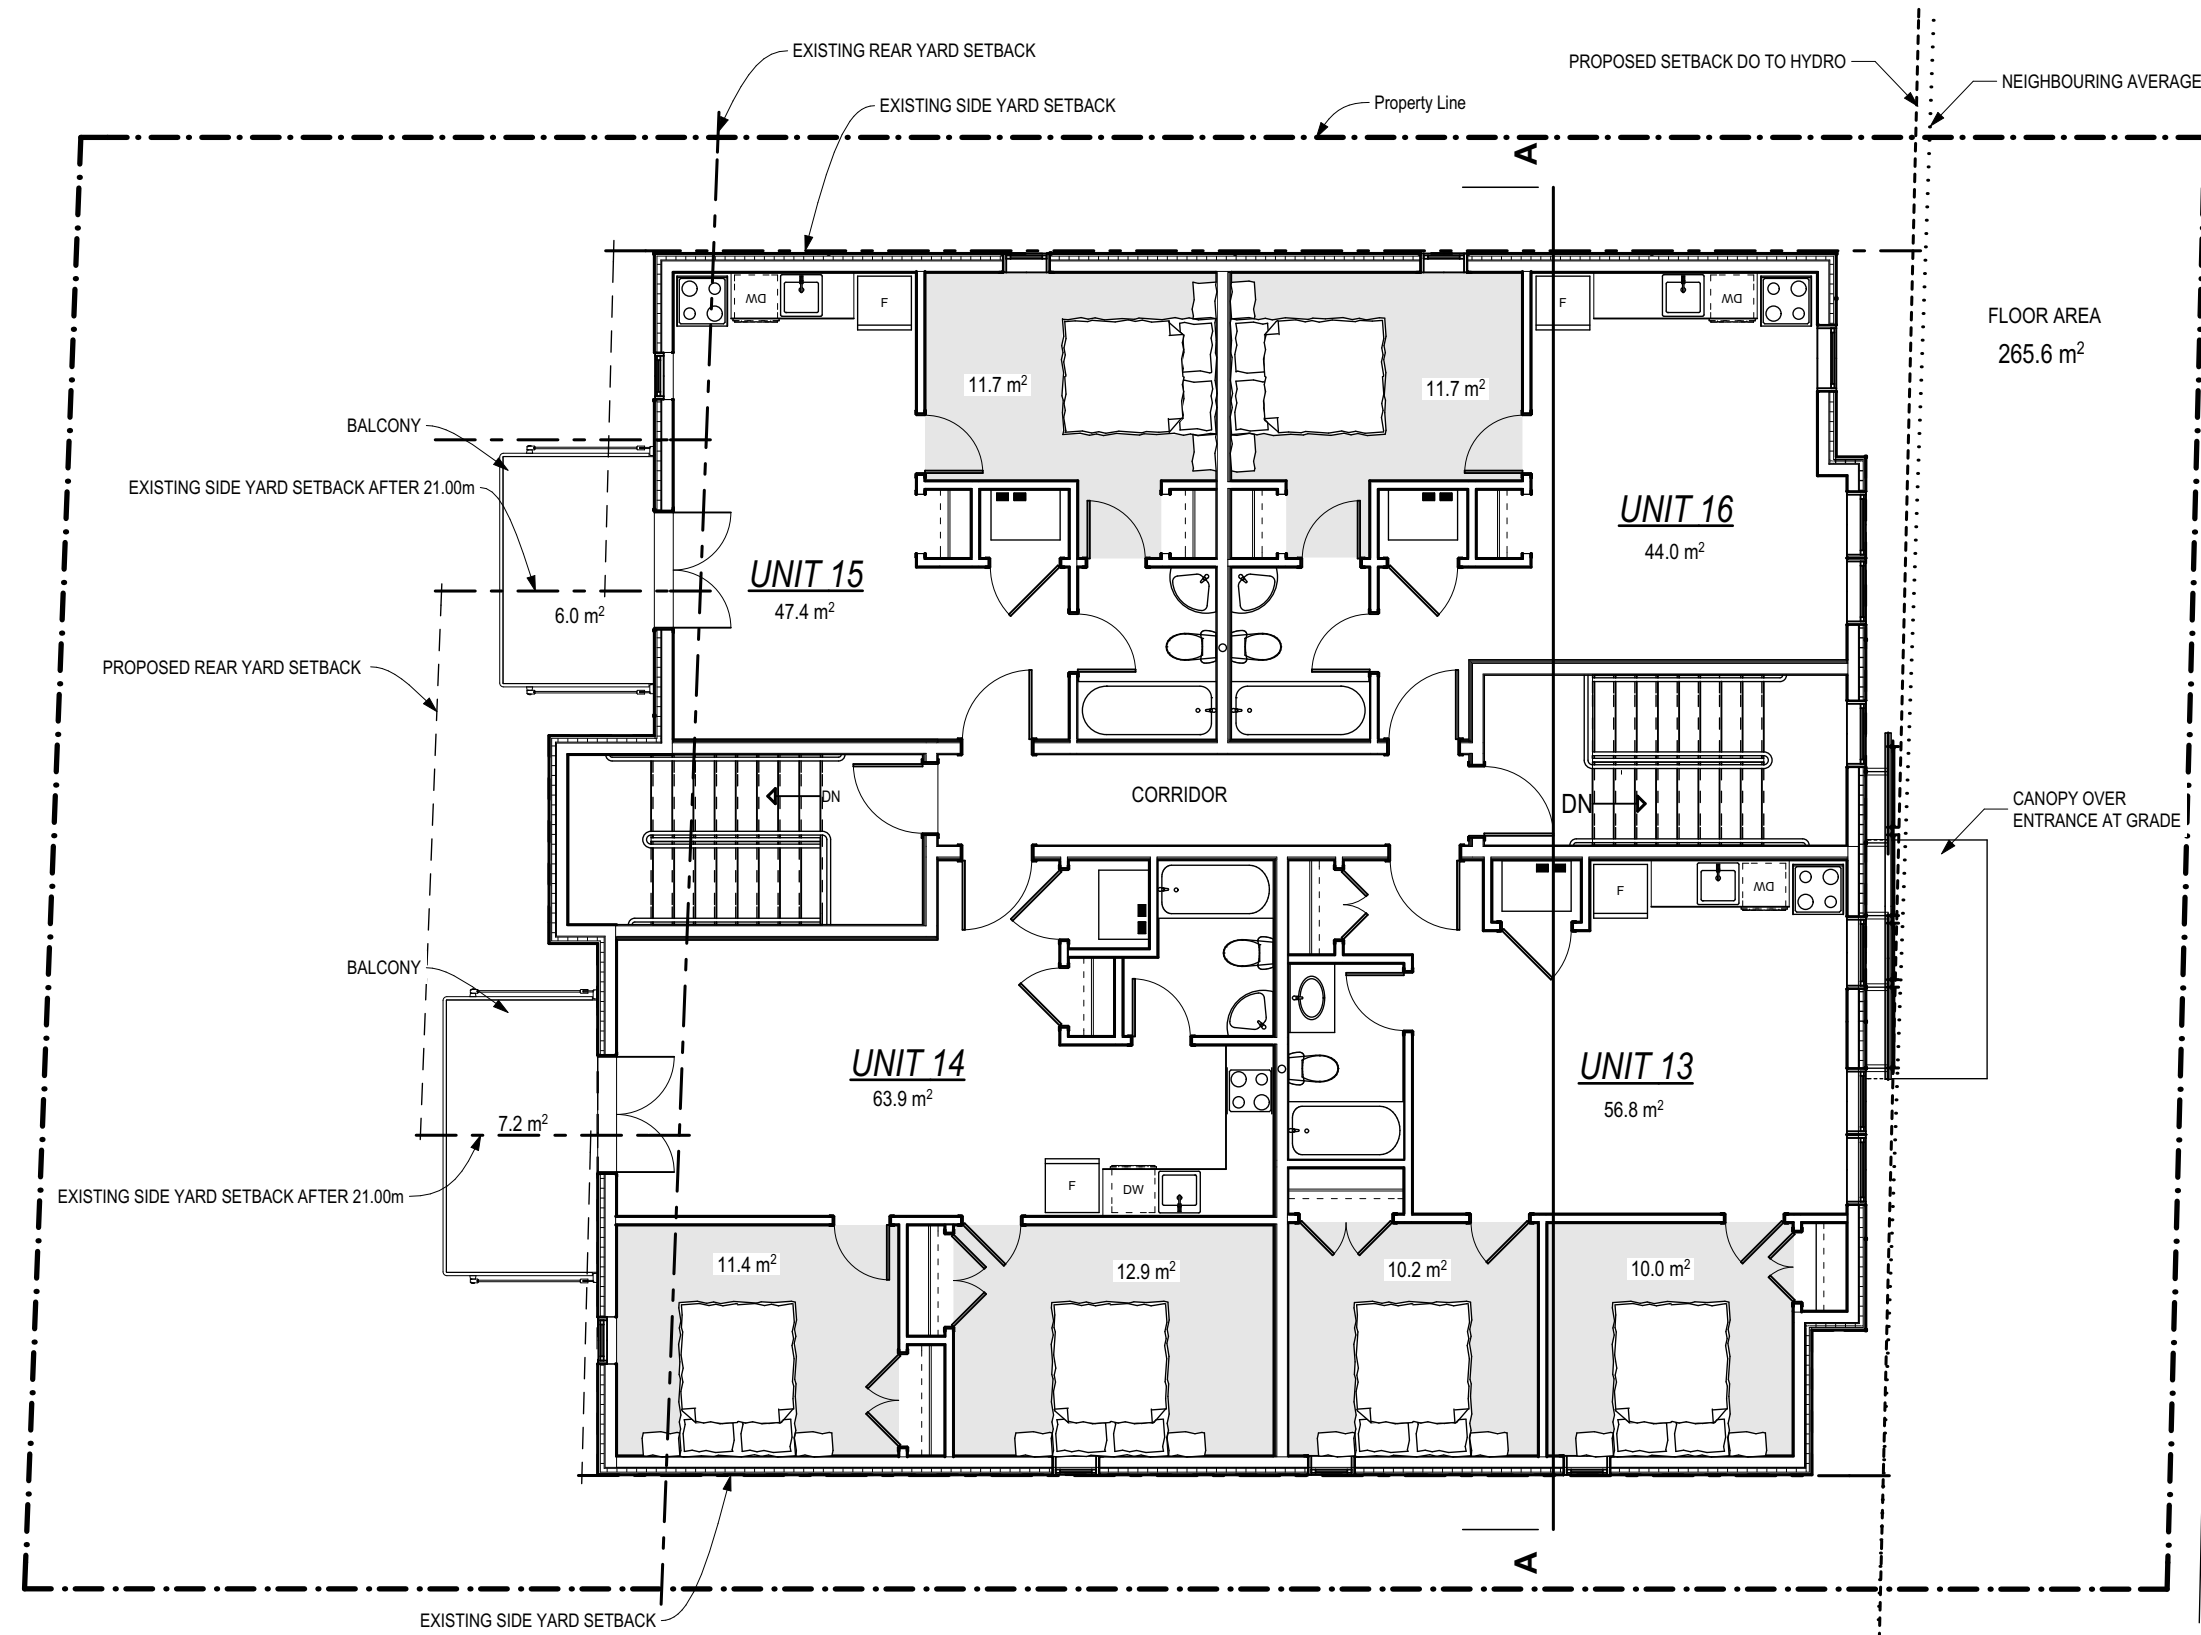 EXISTING REAR YARD SETBACK
PROPOSED SETBACK DO TO HYDRO
NEIGHBOURING AVERAGE
EXISTING SIDE YARD SETBACK
Property Line
A
FLOOR AREA
265.6 m²
DW
F
F
DW
11.7 m²
11.7 m²
BALCONY
EXISTING SIDE YARD SETBACK AFTER 21.00m
UNIT 16
44.0 m²
UNIT 15
47.4 m²
6.0 m²
PROPOSED REAR YARD SETBACK
DN
CORRIDOR
DN
CANOPY OVER
ENTRANCE AT GRADE
F
DW
BALCONY
UNIT 14
63.9 m²
UNIT 13
56.8 m²
7.2 m²
F
DW
EXISTING SIDE YARD SETBACK AFTER 21.00m
11.4 m²
12.9 m²
10.2 m²
10.0 m²
A
EXISTING SIDE YARD SETBACK